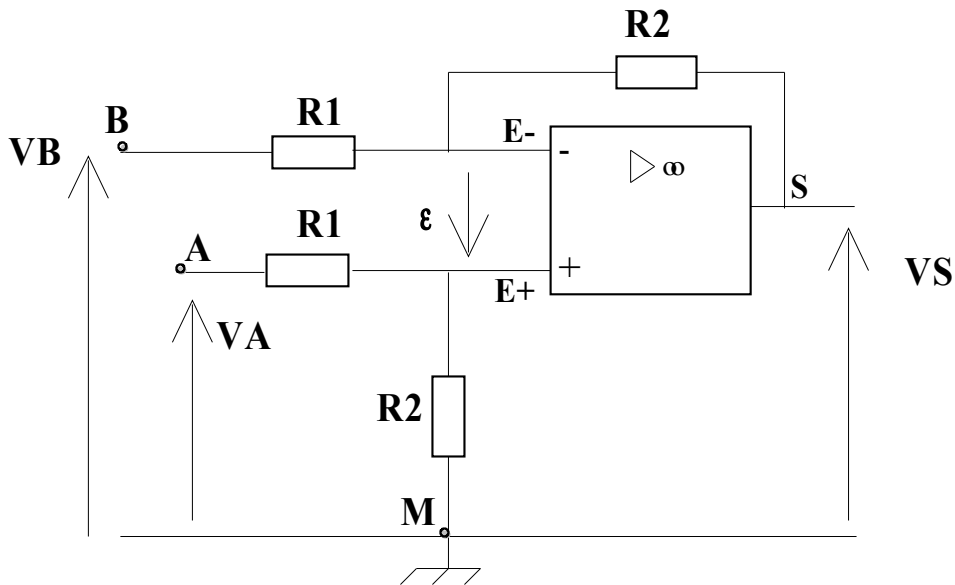 R2
B
R1
E-
VB
-
▷ ∞
S
ε
R1
A
+
E+
VS
VA
R2
M